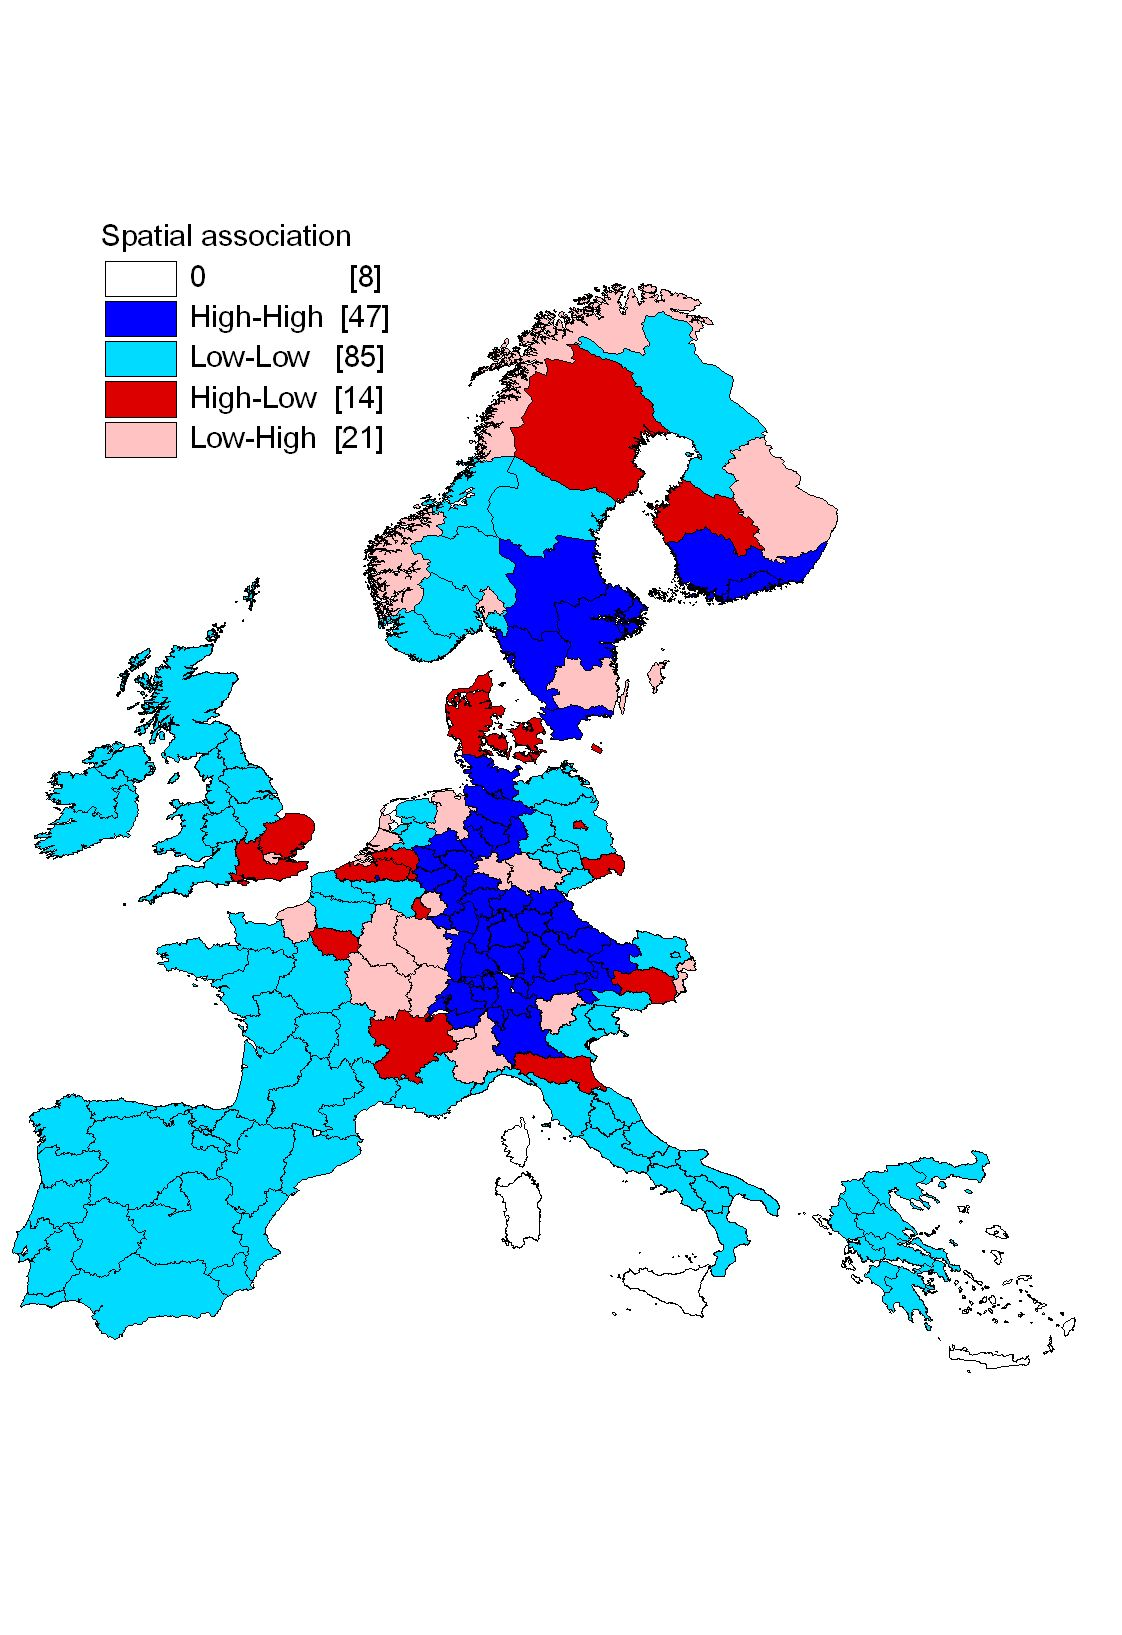 Spatial association
0 [8]
High-High [47]
Low-Low [85]
High-Low [14]
Low-High [21]